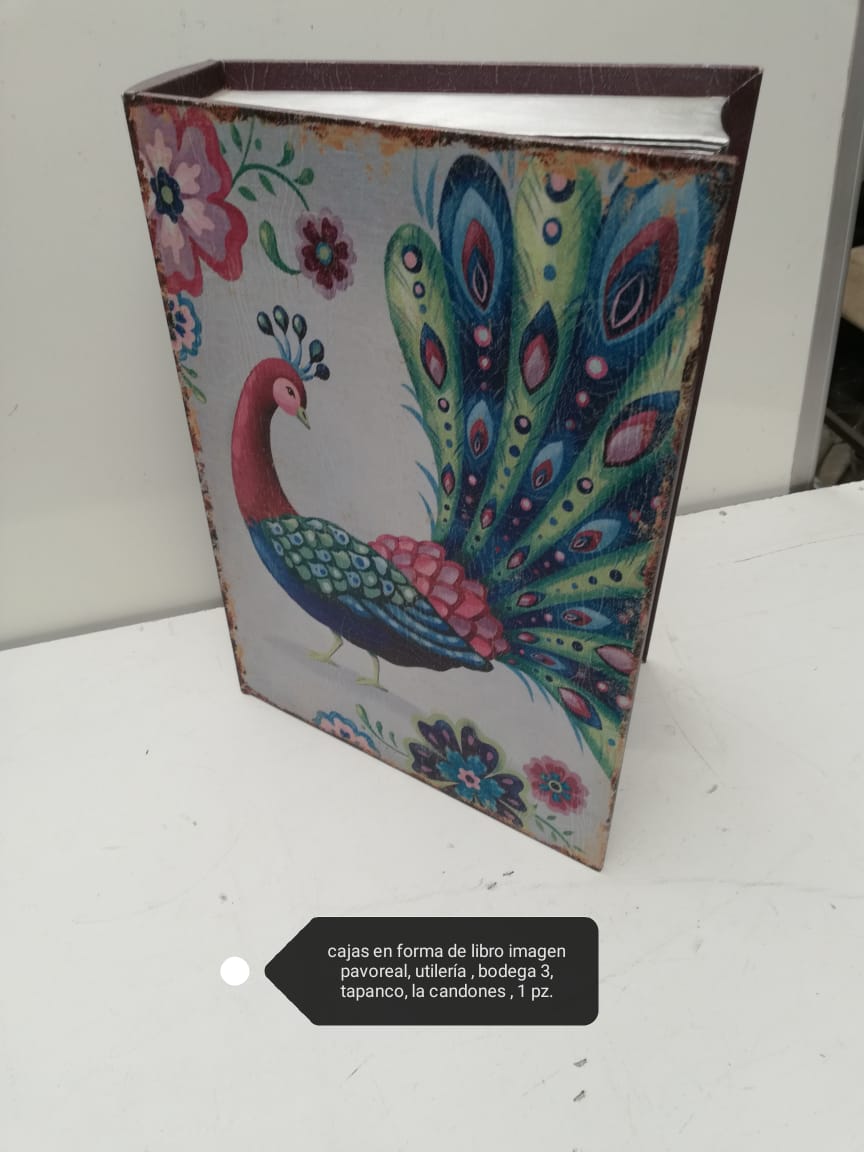 cajas en forma de libro imagen
pavoreal, utilería , bodega 3,
tapanco, la candones , 1 pz.